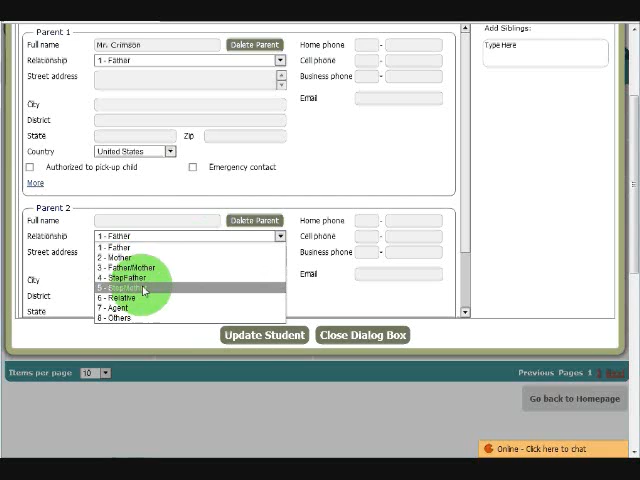 Add Siblings:
Type Here
Parent 1
Full name Mr. Crimson Delete Parent Home phone -
Relationship 1 - Father Cell phone -
Street address Business phone -
Email
City
District
State Zip
Country United States
Authorized to pick-up child Emergency contact
More
Parent 2
Full name Delete Parent Home phone -
Relationship 1 - Father Cell phone -
Street address 1 - Father Business phone -
2 - Mother
3 - Father/Mother
Email
City 4 - StepFather
5 - StepMother
District 6 - Relative
7 - Agent
State 8 - Others
Update Student Close Dialog Box
Items per page 10 Previous Pages 1 2 Next
Go back to Homepage
Online - Click here to chat